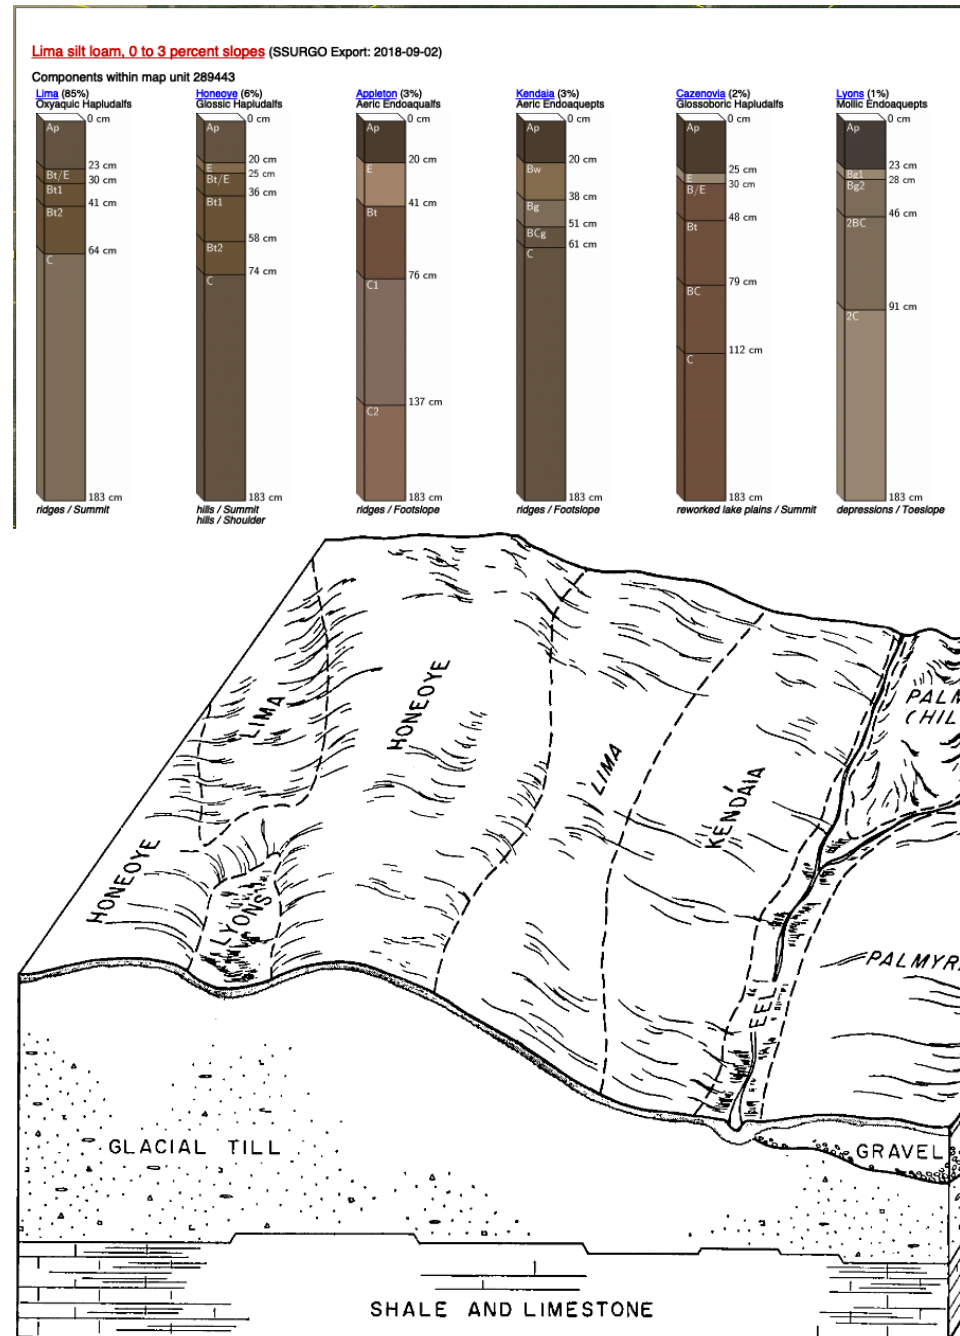 Lima silt loam, 0 to 3 percent slopes (SSURGO Export: 2018-09-02)
Components within map unit 289443
Lima (85%)
Oxyaquic Hapludalfs
0 cm
Ap
23 cm
Bt/E
30 cm
Bt1
41 cm
Bt2
64 cm
C
183 cm
ridges / Summit
Honeoye (6%)
Glossic Hapludalfs
0 cm
Ap
20 cm
E
25 cm
Bt/E
36 cm
Bt1
58 cm
Bt2
74 cm
C
183 cm
hills / Summit
hills / Shoulder
Appleton (3%)
Aeric Endoaqualfs
0 cm
Ap
20 cm
E
41 cm
Bt
76 cm
C1
137 cm
C2
183 cm
ridges / Footslope
Kendaia (3%)
Aeric Endoaquepts
0 cm
Ap
20 cm
Bw
38 cm
Bg
51 cm
BCg
61 cm
C
183 cm
ridges / Footslope
Cazenovia (2%)
Glossoboric Hapludalfs
0 cm
Ap
25 cm
E
30 cm
B/E
48 cm
Bt
79 cm
BC
112 cm
C
183 cm
reworked lake plains / Summit
Lyons (1%)
Mollic Endoaquepts
0 cm
Ap
23 cm
Bg1
28 cm
Bg2
46 cm
2BC
91 cm
2C
183 cm
depressions / Toeslope
LIMA
HONEOYE
HONEOYE
LYONS
LIMA
KENDAIA
PALM
(HIL
EEL
PALMYR
GLACIAL TILL
GRAVEL
SHALE AND LIMESTONE